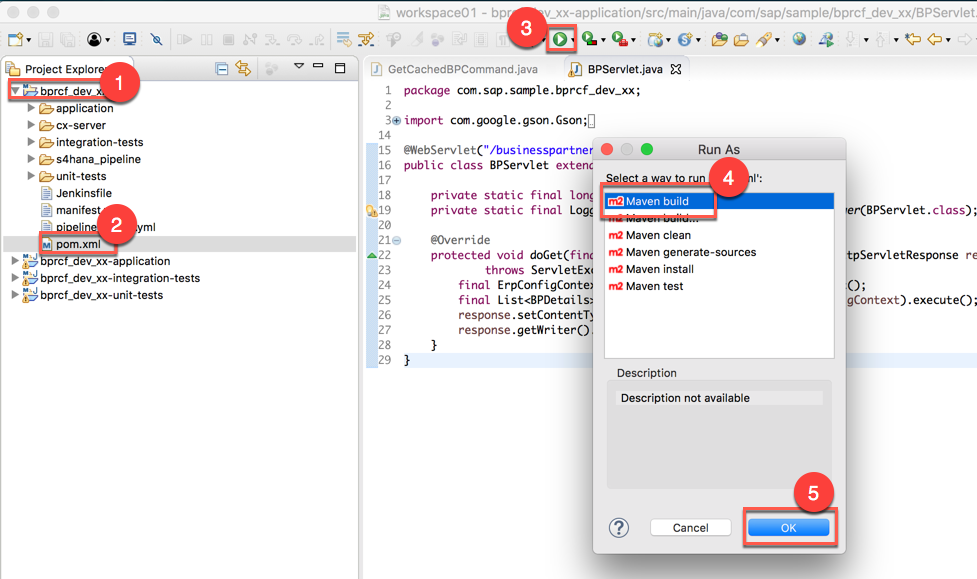 workspace01 - bprcf_dev_xx-application/src/main/java/com/sap/sample/bprcf_dev_xx/BPServlet.
3
Project Explorer
GetCachedBPCommand.java
BPServlet.java
1
bprcf_dev_xx
application
cx-server
integration-tests
s4hana_pipeline
unit-tests
Jenkinsfile
manifest
2
yml
pom.xml
bprcf_dev_xx-application
bprcf_dev_xx-integration-tests
bprcf_dev_xx-unit-tests
1 package com.sap.sample.bprcf_dev_xx;
2
3 import com.google.gson.Gson;
14
15 @WebServlet("/businesspartner
16 public class BPServlet extend
17
18 private static final long
19 private static final Logg
er(BPServlet.class);
20
21 @Override
22 protected void doGet(fina
tpServletResponse re
23 throws ServletExc
24 final ErpConfigContex
();
25 final List<BPDetails>
gContext).execute();
26 response.setContentTy
27 response.getWriter().
28 }
29 }
Run As
Select a way to run
ml':
4
m2 Maven build
m2 Maven build...
m2 Maven clean
m2 Maven generate-sources
m2 Maven install
m2 Maven test
Description
Description not available
5
?
Cancel
OK